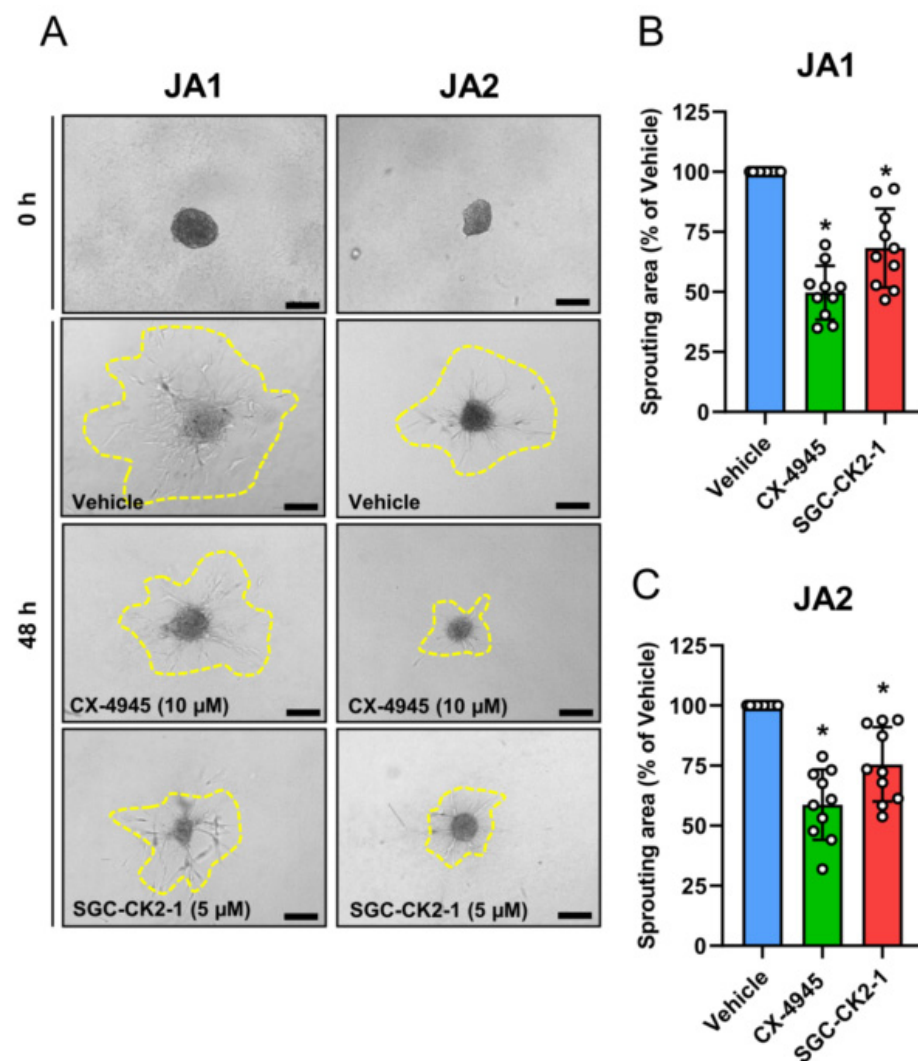 A
JA1
JA2
0 h
48 h
Vehicle
Vehicle
CX-4945 (10 µM)
CX-4945 (10 µM)
SGC-CK2-1 (5 µM)
SGC-CK2-1 (5 µM)
B
JA1
Sprouting area (% of Vehicle)
125
100
75
50
25
0
*
*
Vehicle
CX-4945
SGC-CK2-1
C
JA2
Sprouting area (% of Vehicle)
125
100
75
50
25
0
*
*
Vehicle
CX-4945
SGC-CK2-1